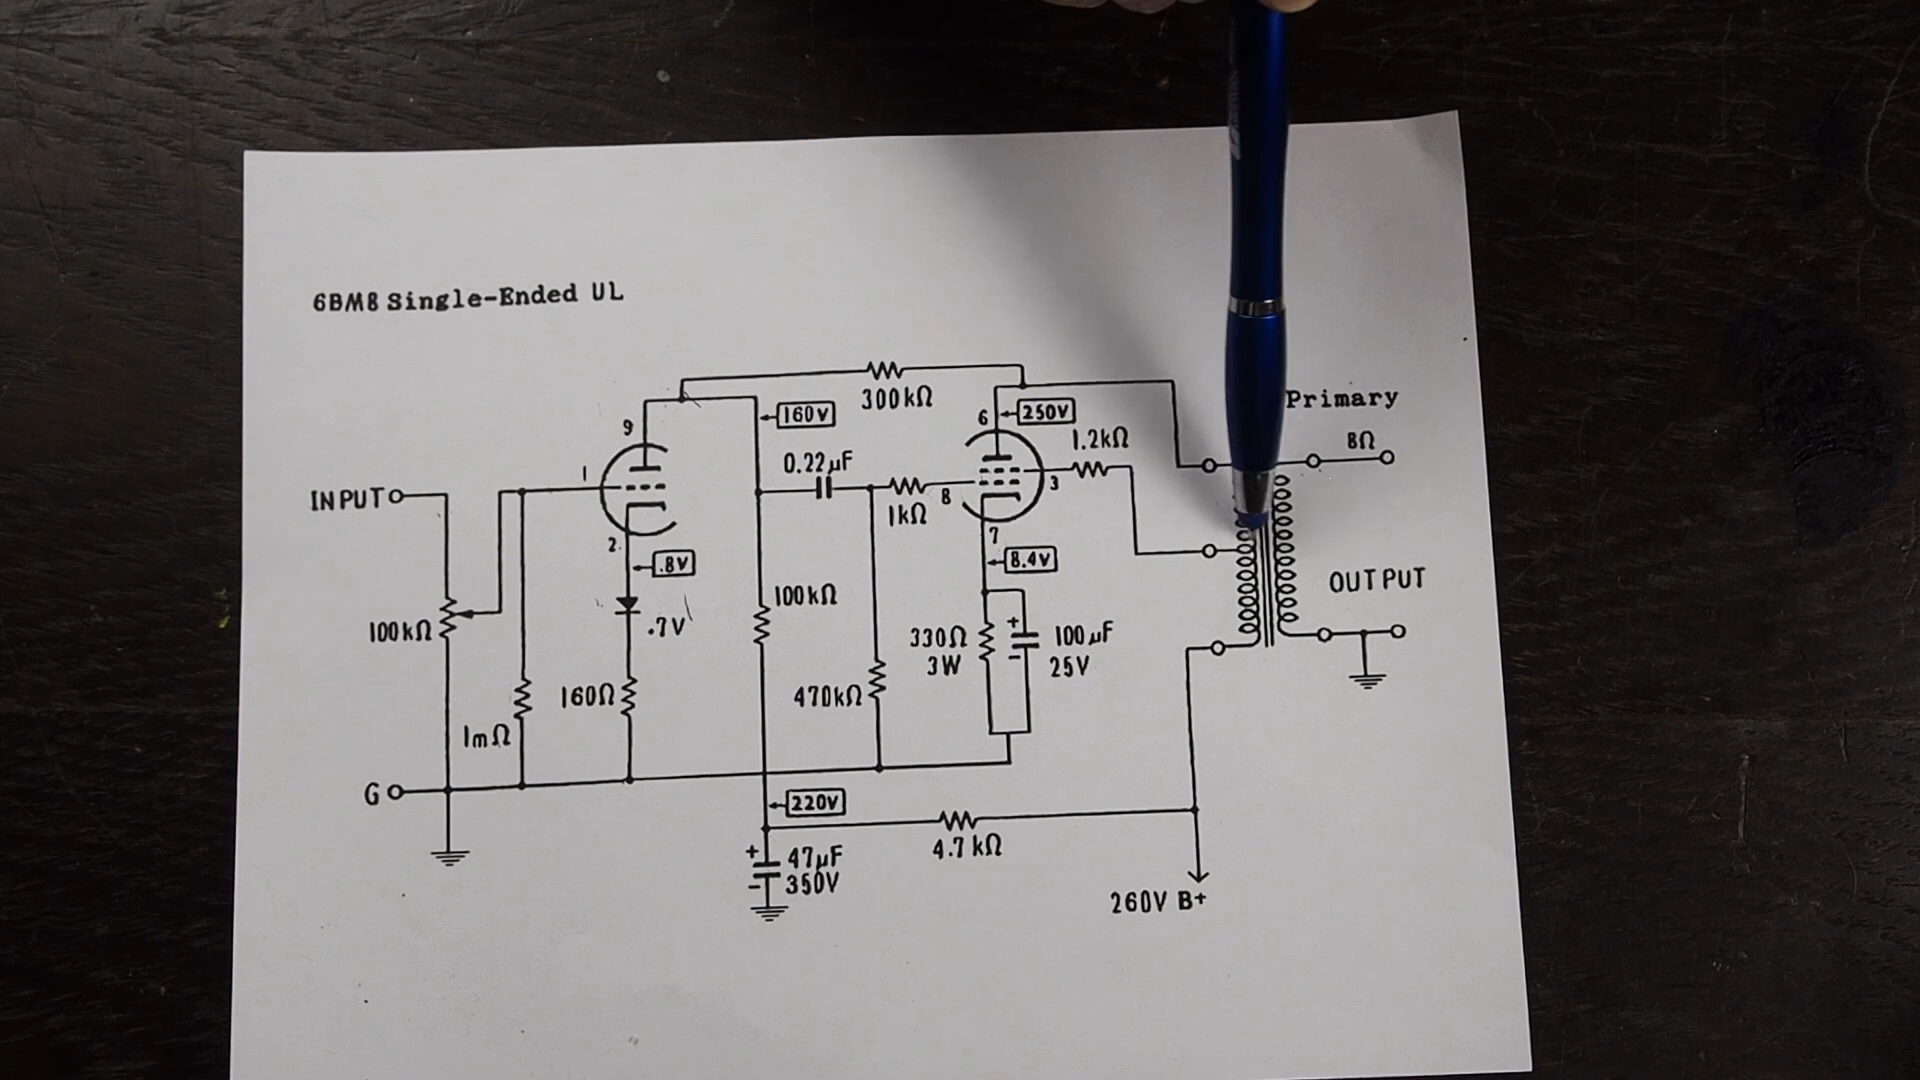 6BM8 Single-Ended UL
300kΩ
160V
250V
Primary
9
6
1.2kΩ
8Ω
1
0.22µF
3
INPUT
8
1kΩ
2
7
.8V
8.4V
OUTPUT
100kΩ
.7V
100kΩ
330Ω
3W
+
-
100µF
25V
1mΩ
160Ω
470kΩ
G
220V
4.7kΩ
+
-
47µF
350V
260V B+